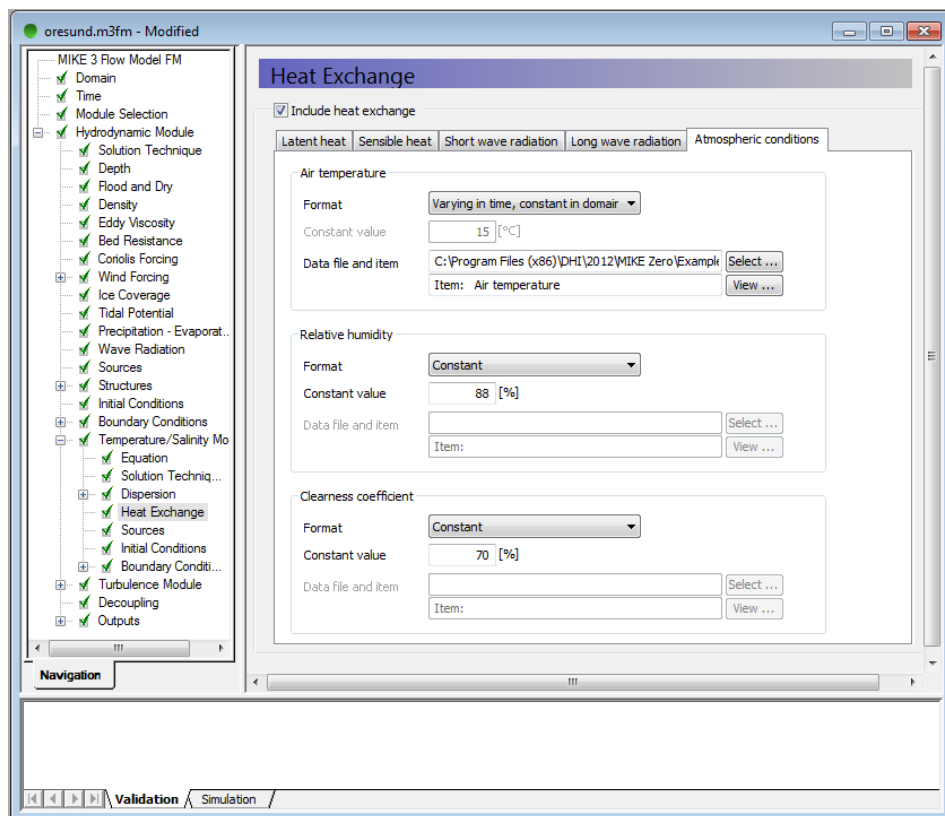 oresund.m3fm - Modified
MIKE 3 Flow Model FM
Domain
Time
Module Selection
Hydrodynamic Module
Solution Technique
Depth
Flood and Dry
Density
Eddy Viscosity
Bed Resistance
Coriolis Forcing
Wind Forcing
Ice Coverage
Tidal Potential
Precipitation - Evaporat..
Wave Radiation
Sources
Structures
Initial Conditions
Boundary Conditions
Temperature/Salinity Mo
Equation
Solution Techniq...
Dispersion
Heat Exchange
Sources
Initial Conditions
Boundary Conditi...
Turbulence Module
Decoupling
Outputs
Navigation
Heat Exchange
Include heat exchange
Latent heat Sensible heat Short wave radiation Long wave radiation Atmospheric conditions
Air temperature
Format Varying in time, constant in domair
Constant value 15 [°C]
Data file and item C:\Program Files (x86)\DHI\2012\MIKE Zero\Example Select ...
Item: Air temperature View ...
Relative humidity
Format Constant
Constant value 88 [%]
Data file and item Select ...
Item: View ...
Clearness coefficient
Format Constant
Constant value 70 [%]
Data file and item Select ...
Item: View ...
Validation Simulation